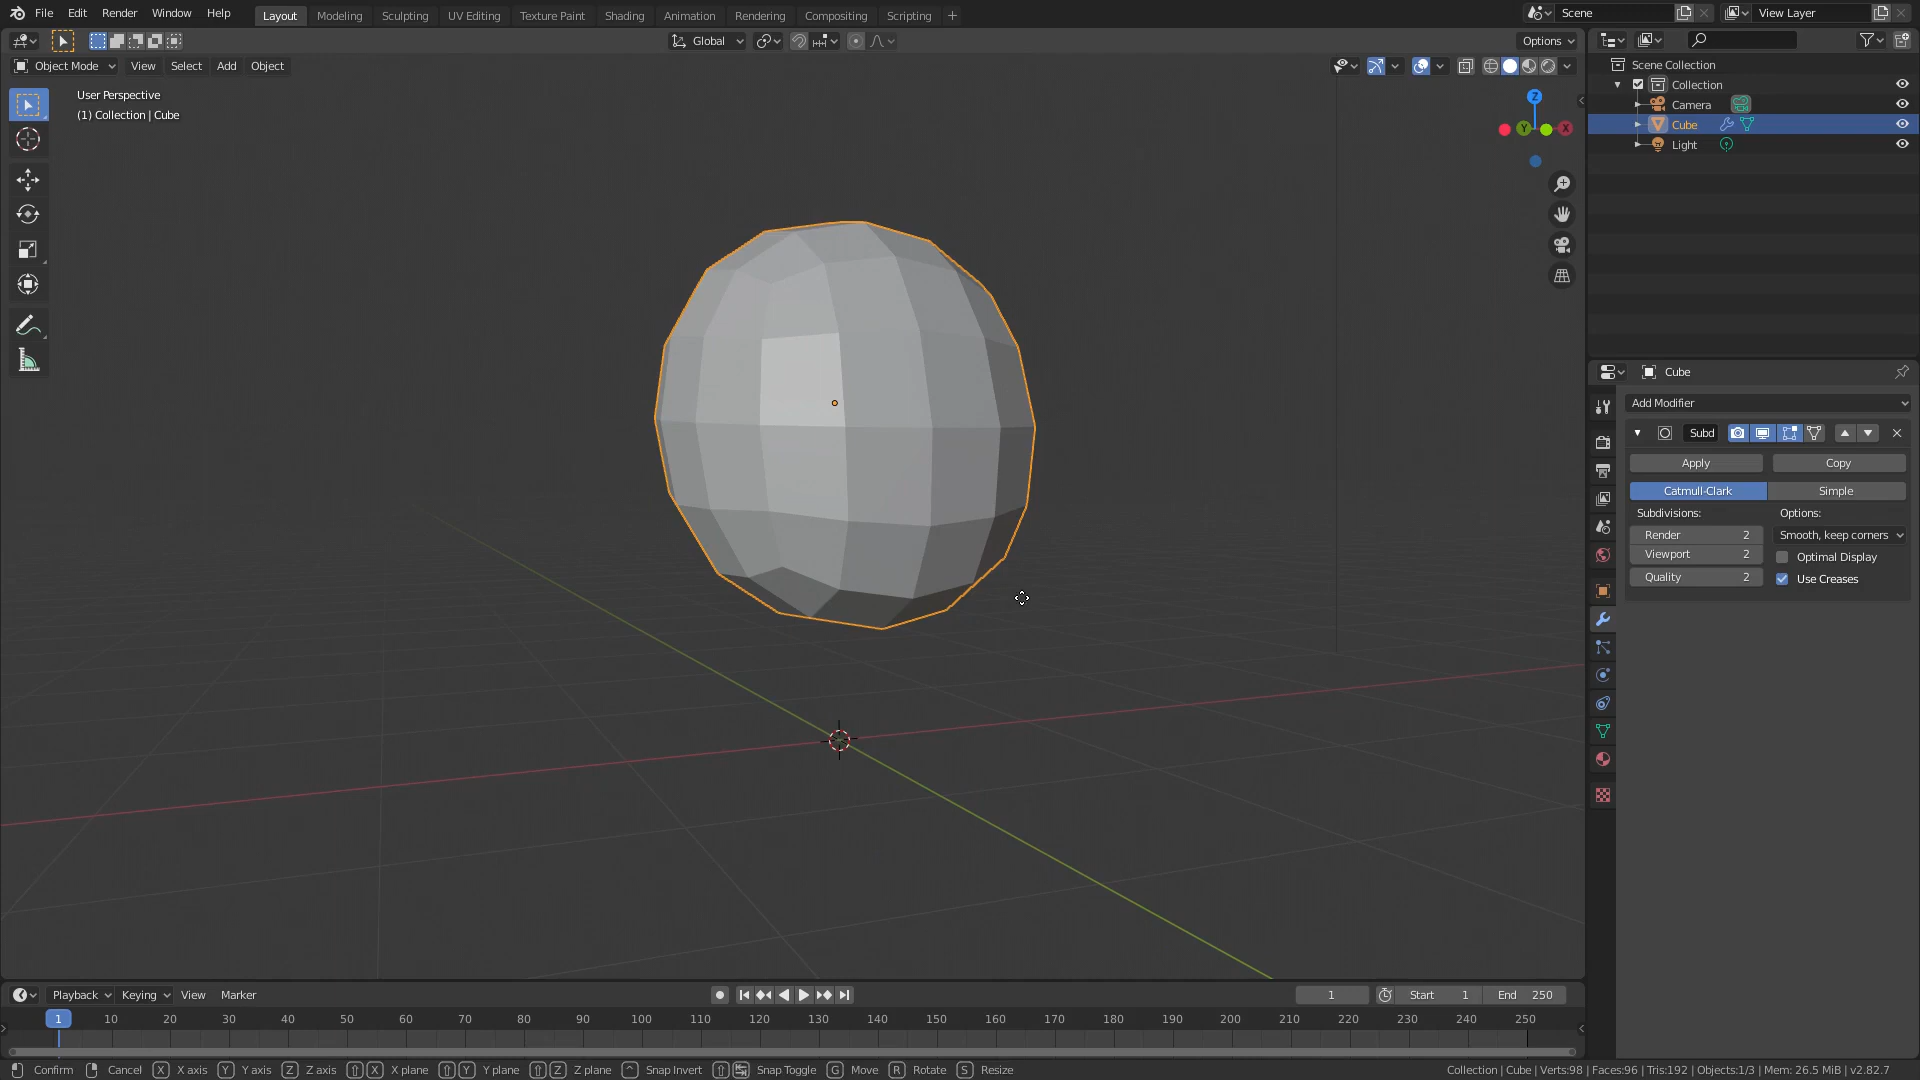 File Edit Render Window Help Layout Modeling Sculpting UV Editing Texture Paint Shading Animation Rendering Compositing Scripting + Scene View Layer
Global Options
Object Mode View Select Add Object
User Perspective
(1) Collection | Cube
Z
Y X
Scene Collection
Collection
Camera
Cube
Light
Cube
Add Modifier
Subd
Apply Copy
Catmull-Clark Simple
Subdivisions: Options:
Render 2 Smooth, keep corners
Viewport 2 Optimal Display
Quality 2 Use Creases
Playback Keying View Marker 1 Start 1 End 250
1 10 20 30 40 50 60 70 80 90 100 110 120 130 140 150 160 170 180 190 200 210 220 230 240 250
Confirm Cancel X X axis Y Y axis Z Z axis X X plane Y Y plane Z Z plane ^ Snap Invert Snap Toggle G Move R Rotate S Resize Collection | Cube | Verts:98 | Faces:96 | Tris:192 | Objects:1/3 | Mem: 26.5 MiB | v2.82.7